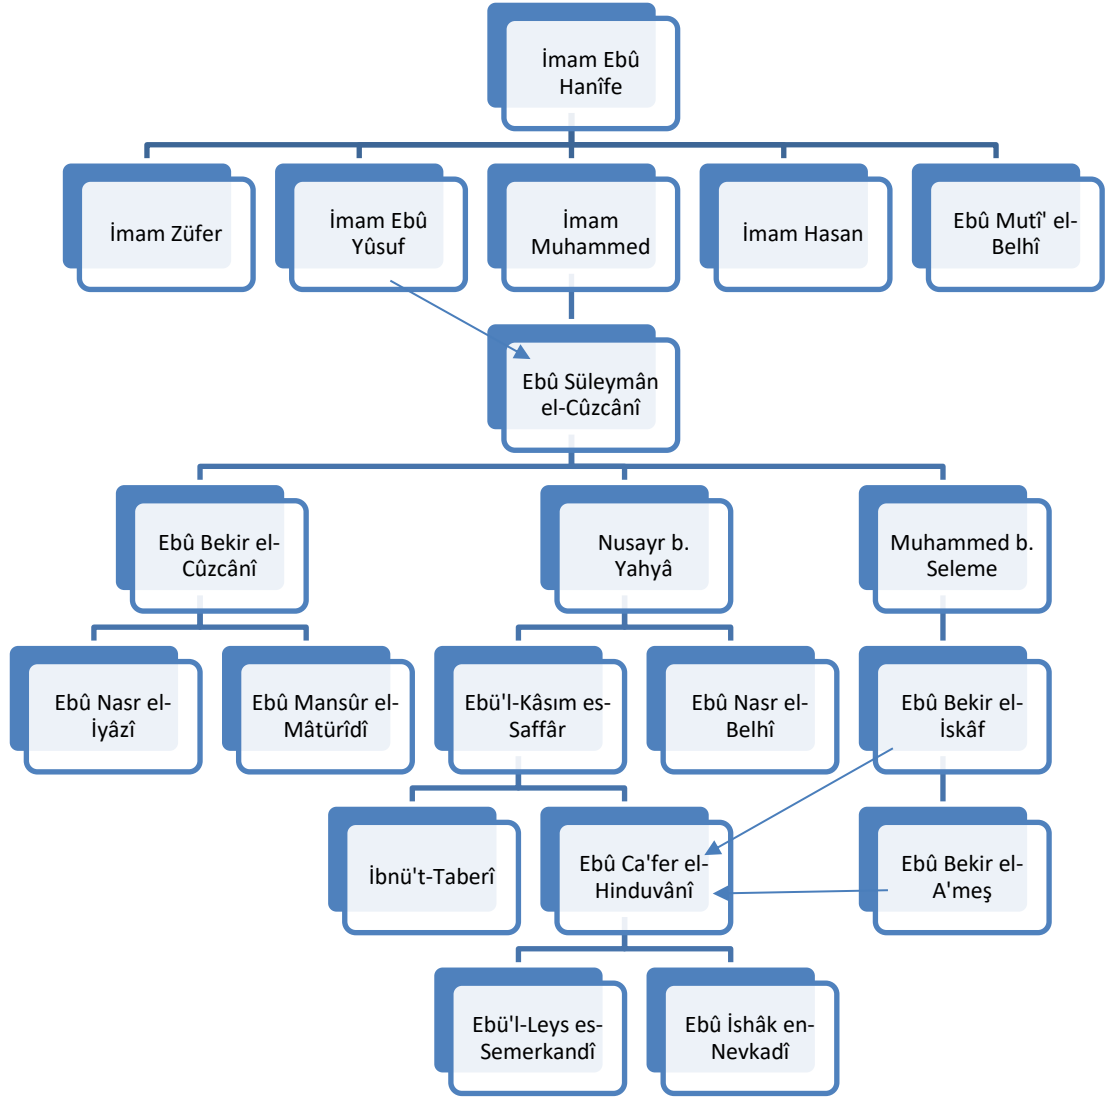 İmam Ebû
Hanîfe
İmam Züfer
İmam Ebû
Yûsuf
İmam
Muhammed
İmam Hasan
Ebû Mutî' el-
Belhî
Ebû Süleymân
el-Cûzcânî
Ebû Bekir el-
Cûzcânî
Nusayr b.
Yahyâ
Muhammed b.
Seleme
Ebû Nasr el-
İyâzî
Ebû Mansûr el-
Mâtürîdî
Ebü'l-Kâsım es-
Saffâr
Ebû Nasr el-
Belhî
Ebû Bekir el-
İskâf
İbnü't-Taberî
Ebû Ca'fer el-
Hinduvânî
Ebû Bekir el-
A'meş
Ebü'l-Leys es-
Semerkandî
Ebû İshâk en-
Nevkadî